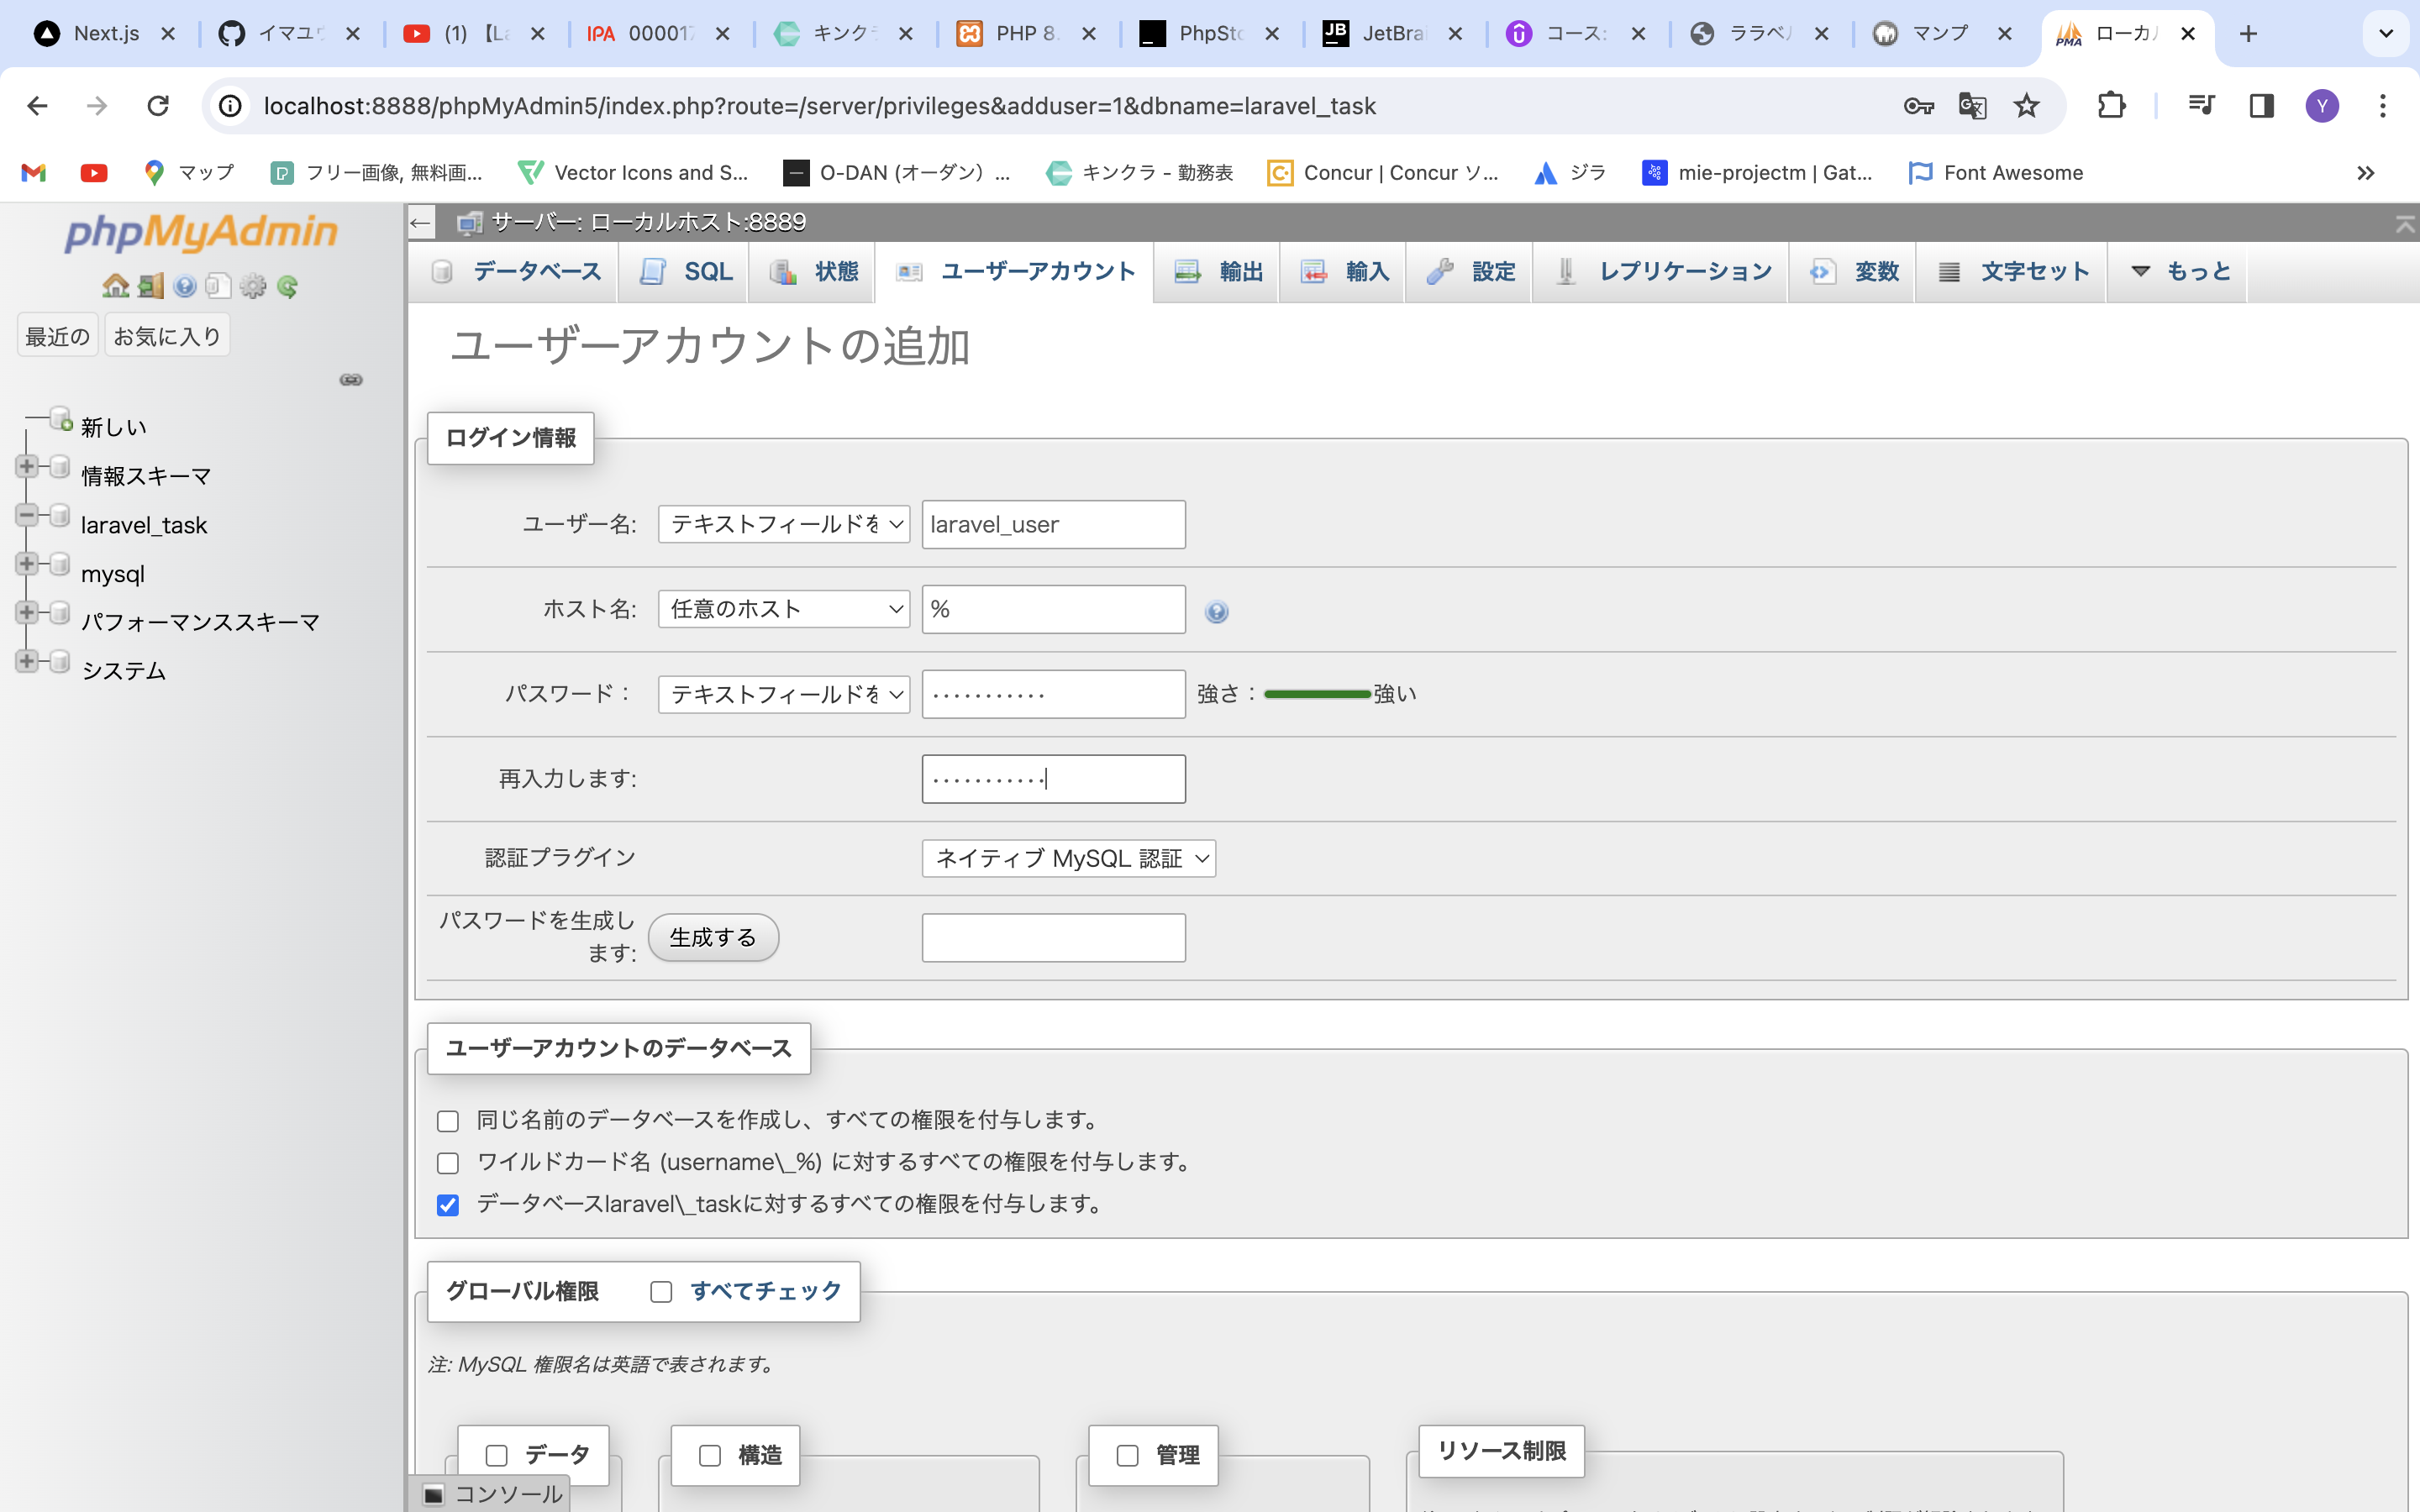 Next.js
イマユウ
(1) 【La
IPA 00001
キンクラ
PHP 8.
PhpSto
JB JetBrai
コース:
ララベル
マンプ
PMA ローカル
localhost:8888/phpMyAdmin5/index.php?route=/server/privileges&adduser=1&dbname=laravel_task
Y
マップ
フリー画像, 無料画...
Vector Icons and S...
O-DAN (オーダン) ...
キンクラ - 勤務表
Concur | Concur ソ...
ジラ
mie-projectm | Gat...
Font Awesome
phpMyAdmin
最近の
お気に入り
新しい
情報スキーマ
laravel_task
mysql
パフォーマンススキーマ
システム
サーバー: ローカルホスト:8889
データベース
SQL
状態
ユーザーアカウント
輸出
輸入
設定
レプリケーション
変数
文字セット
もっと
ユーザーアカウントの追加
ログイン情報
ユーザー名: テキストフィールドを laravel_user
ホスト名: 任意のホスト %
パスワード： テキストフィールドを 強さ： 強い
再入力します:
認証プラグイン ネイティブ MySQL 認証
パスワードを生成し
ます: 生成する
ユーザーアカウントのデータベース
同じ名前のデータベースを作成し、すべての権限を付与します。
ワイルドカード名 (username\_%) に対するすべての権限を付与します。
データベースlaravel\_taskに対するすべての権限を付与します。
グローバル権限 すべてチェック
注: MySQL 権限名は英語で表されます。
データ
構造
管理
リソース制限
コンソール